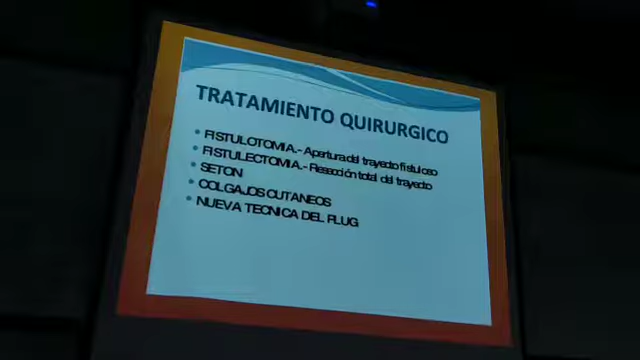 TRATAMIENTO QUIRURGICO
FISTULOTOMIA.- Apertura del trayecto fistuloso
FISTULECTOMIA.- Resección total del trayecto
SETON
COLGAJOS CUTANEOS
NUEVA TECNICA DEL PLUG